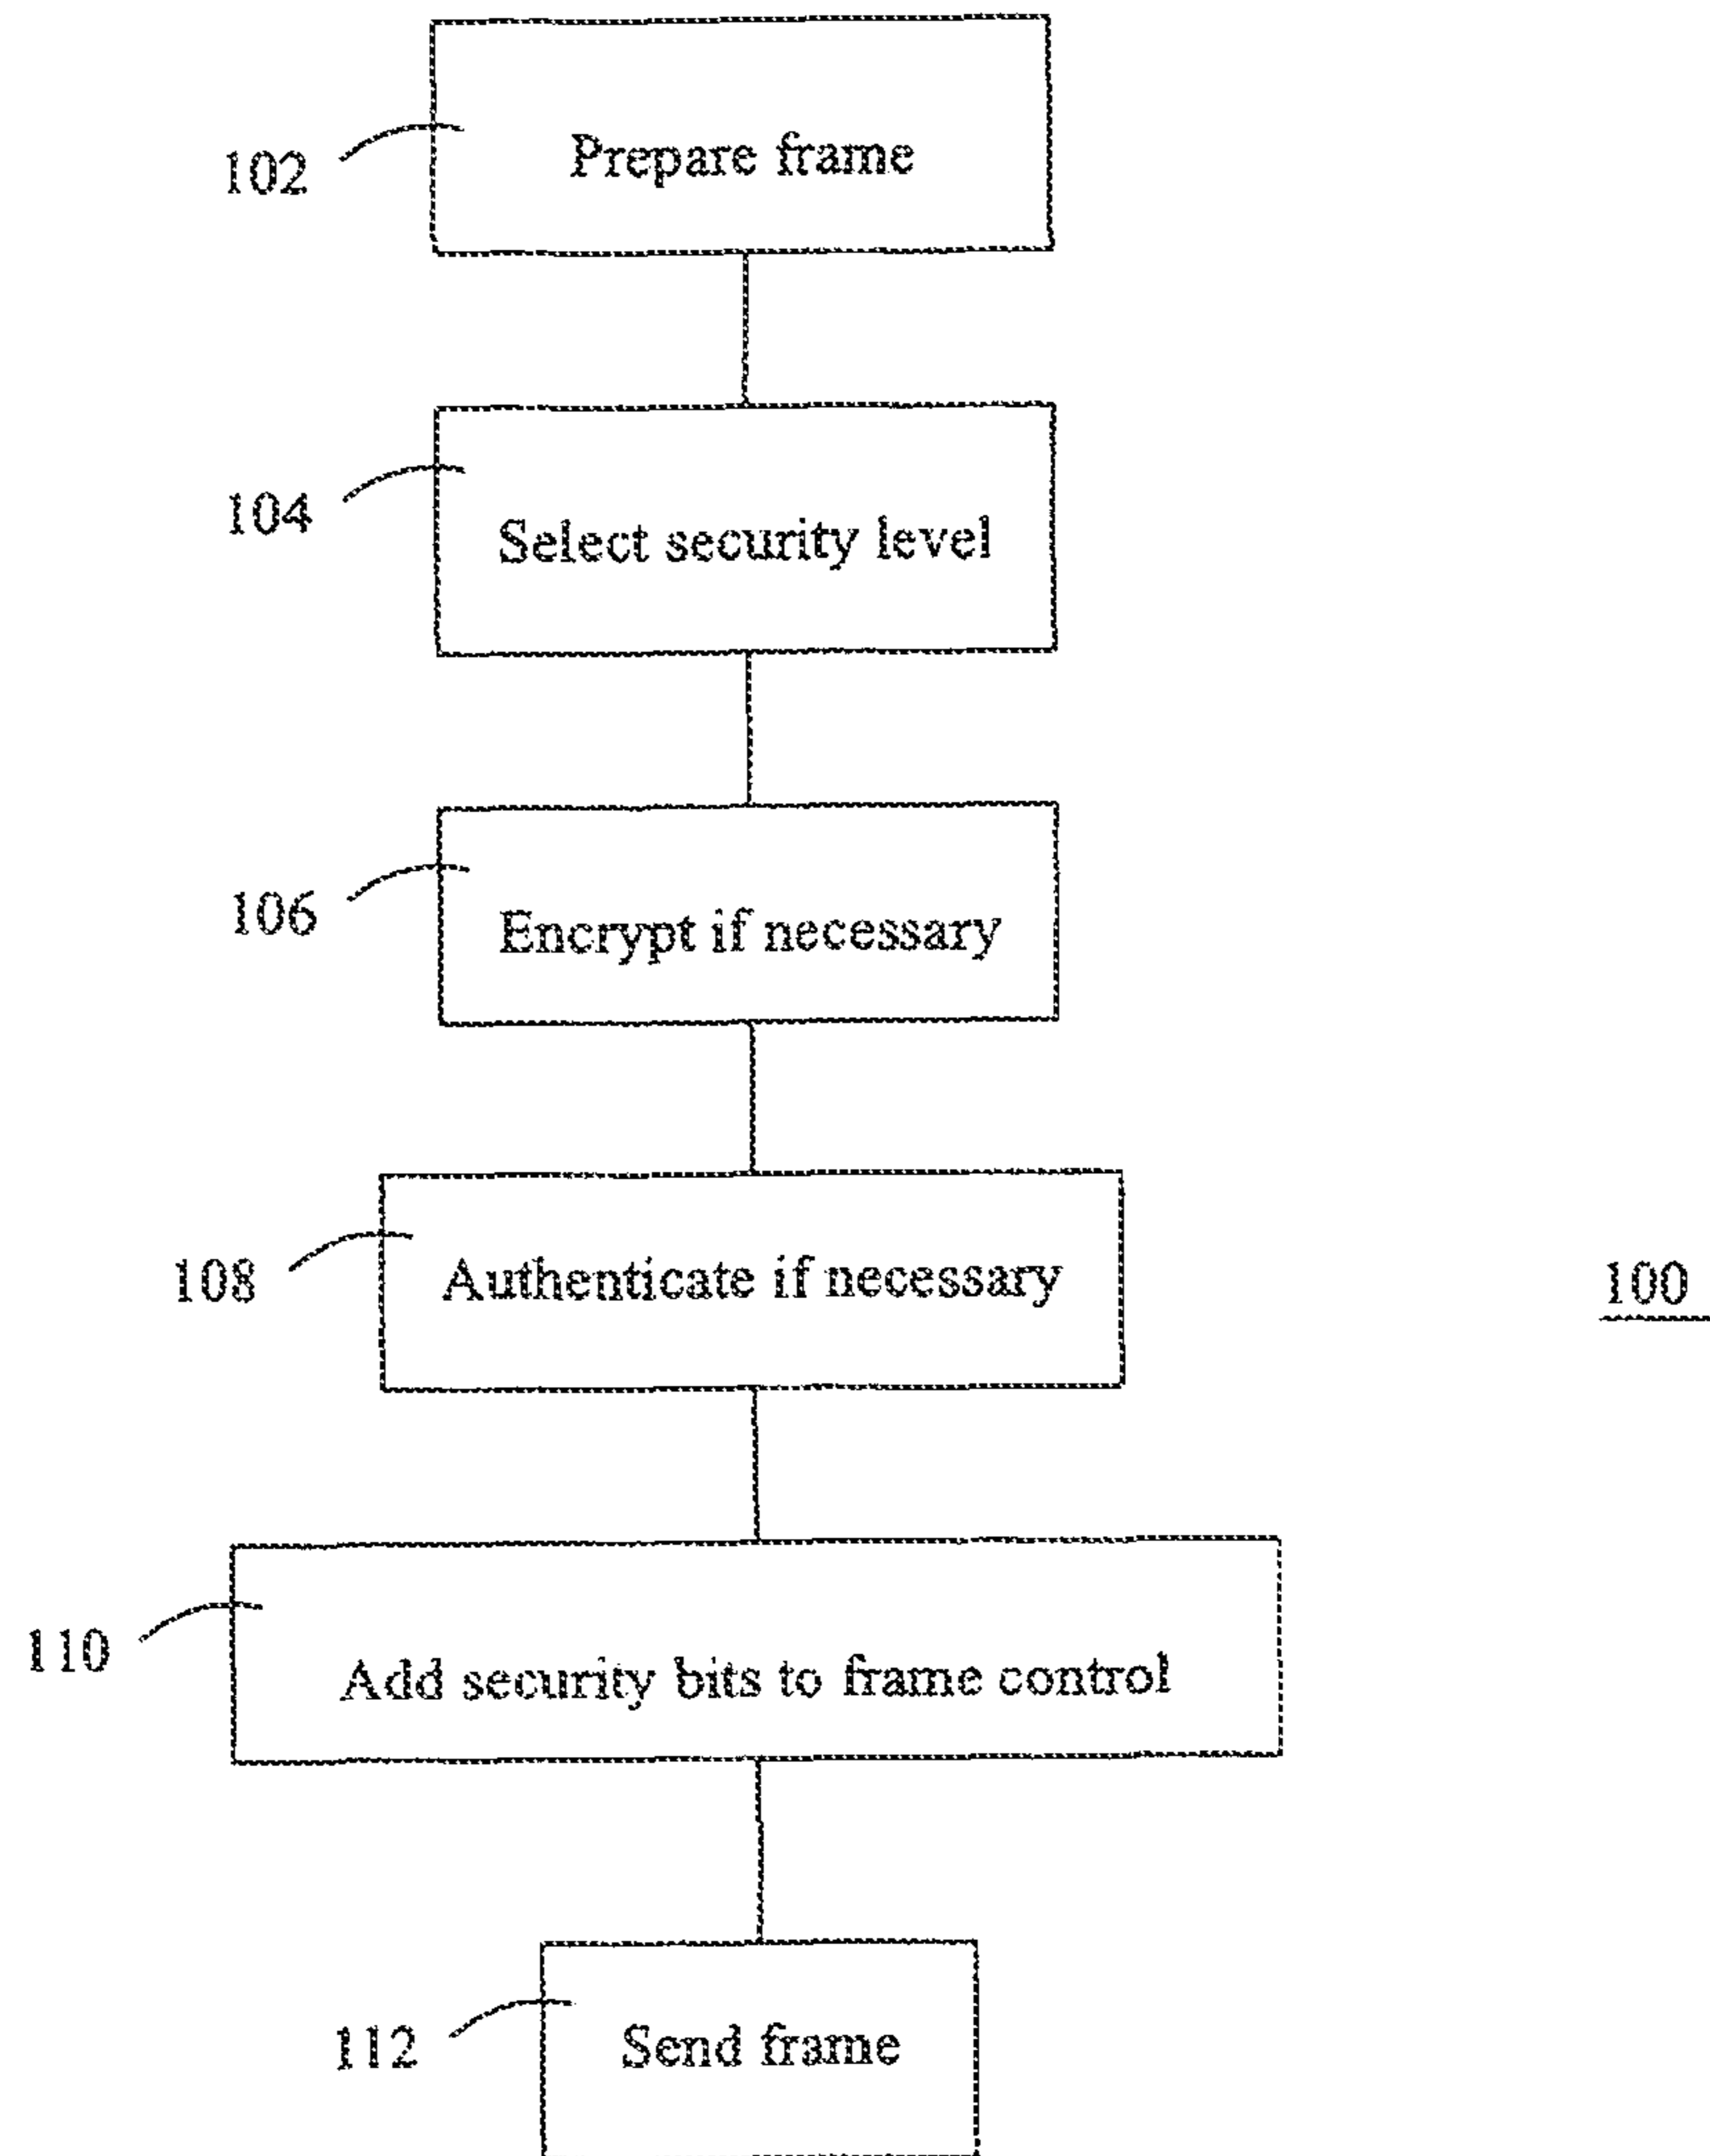 Prepare frame
102
Select security level
104
Encrypt if necessary
106
Authenticate if necessary
108
100
Add security bits to frame control
110
Send frame
112